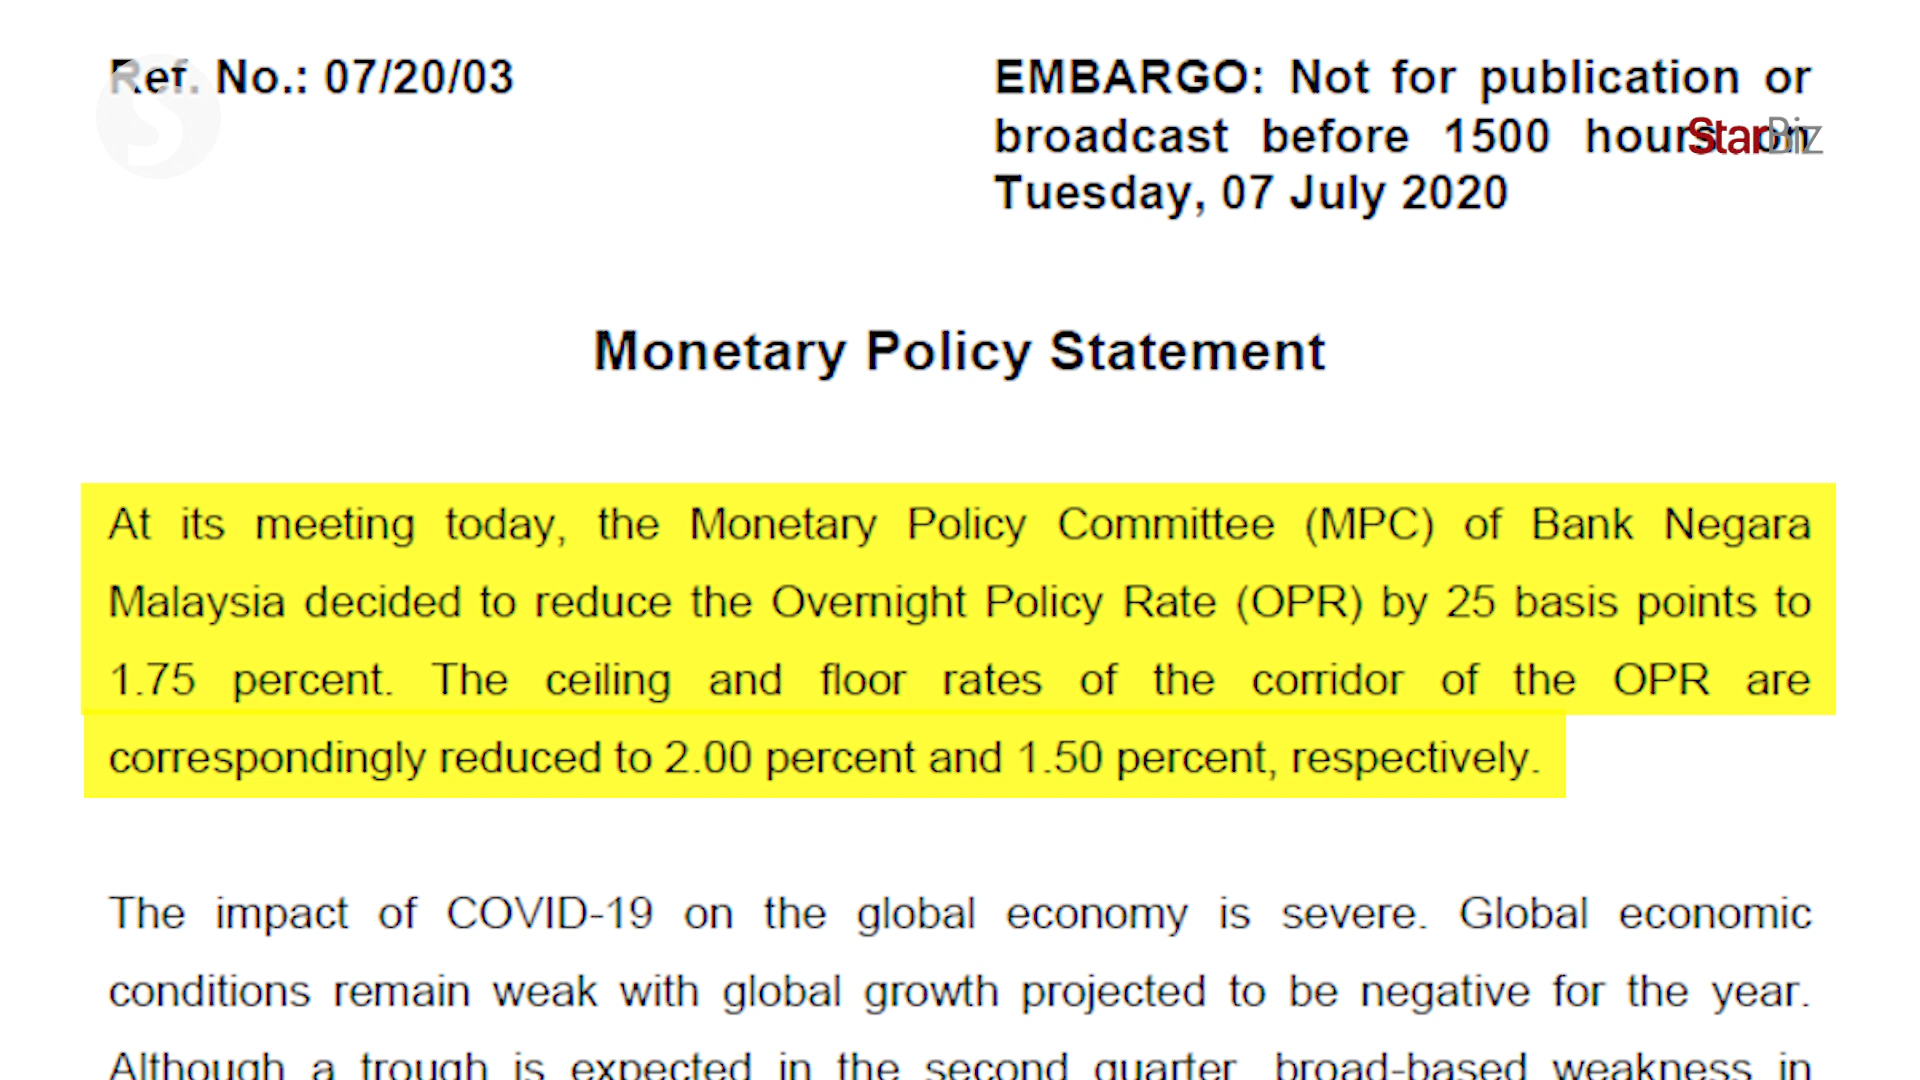 Ref. No.: 07/20/03
EMBARGO: Not for publication or
broadcast before 1500 hours on
Tuesday, 07 July 2020
StarBiz
Monetary Policy Statement
At its meeting today, the Monetary Policy Committee (MPC) of Bank Negara
Malaysia decided to reduce the Overnight Policy Rate (OPR) by 25 basis points to
1.75 percent. The ceiling and floor rates of the corridor of the OPR are
correspondingly reduced to 2.00 percent and 1.50 percent, respectively.
The impact of COVID-19 on the global economy is severe. Global economic
conditions remain weak with global growth projected to be negative for the year.
Although a trough is expected in the second quarter, broad-based weakness in